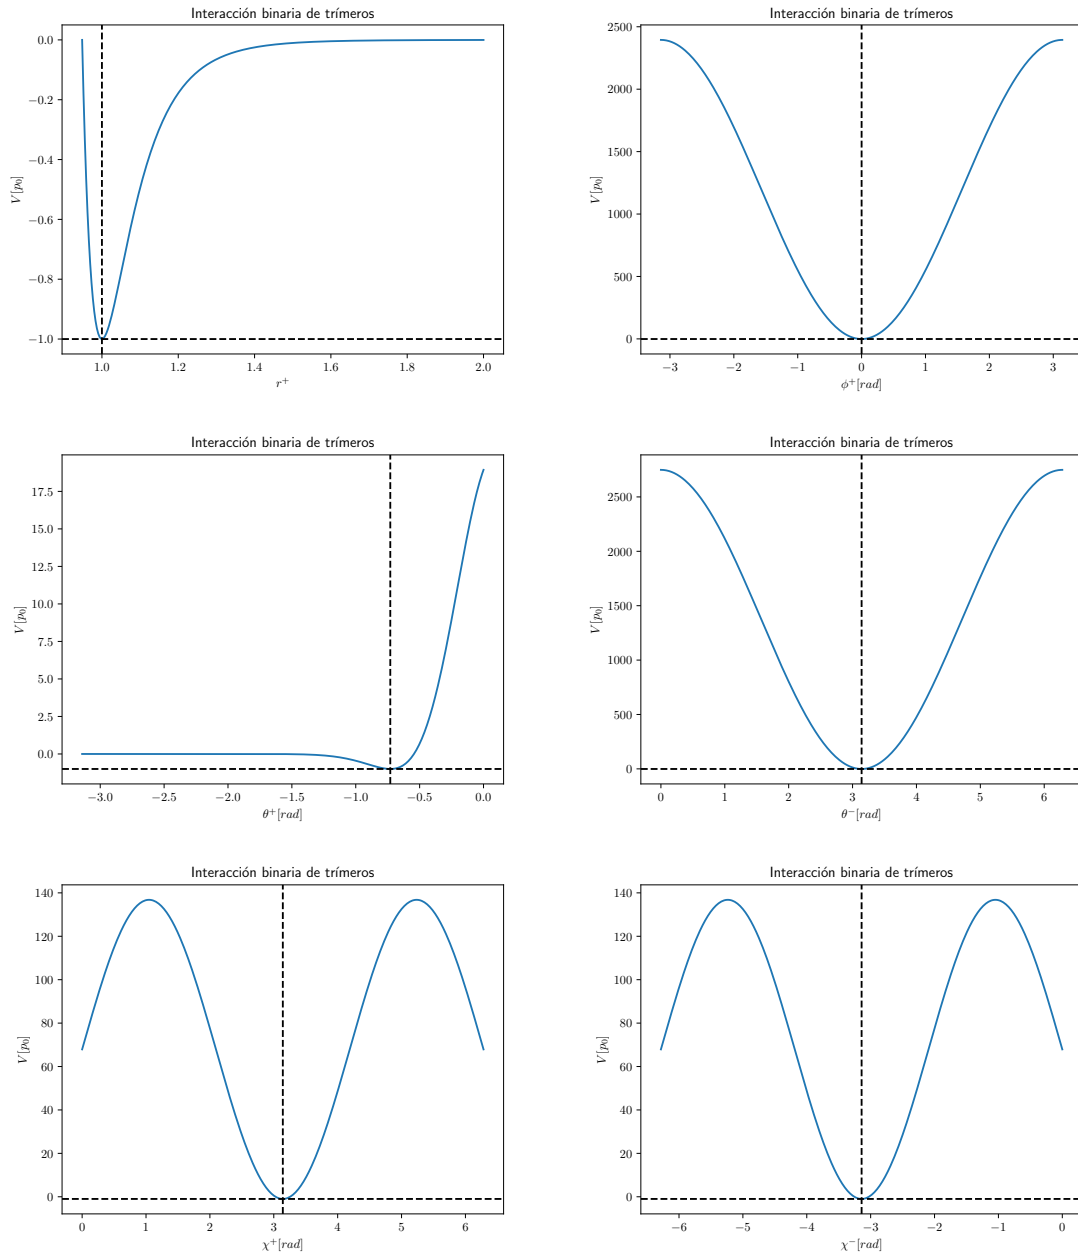 Interacción binaria de trímeros
0.0
−0.2
−0.4
−0.6
−0.8
−1.0
V[p₀]
1.0 1.2 1.4 1.6 1.8 2.0
r⁺
Interacción binaria de trímeros
2500
2000
1500
1000
500
0
V[p₀]
−3 −2 −1 0 1 2 3
ϕ⁺[rad]
Interacción binaria de trímeros
17.5
15.0
12.5
10.0
7.5
5.0
2.5
0.0
V[p₀]
−3.0 −2.5 −2.0 −1.5 −1.0 −0.5 0.0
θ⁺[rad]
Interacción binaria de trímeros
2500
2000
1500
1000
500
0
V[p₀]
0 1 2 3 4 5 6
θ⁻[rad]
Interacción binaria de trímeros
140
120
100
80
60
40
20
0
V[p₀]
0 1 2 3 4 5 6
χ⁺[rad]
Interacción binaria de trímeros
140
120
100
80
60
40
20
0
V[p₀]
−6 −5 −4 −3 −2 −1 0
χ⁻[rad]